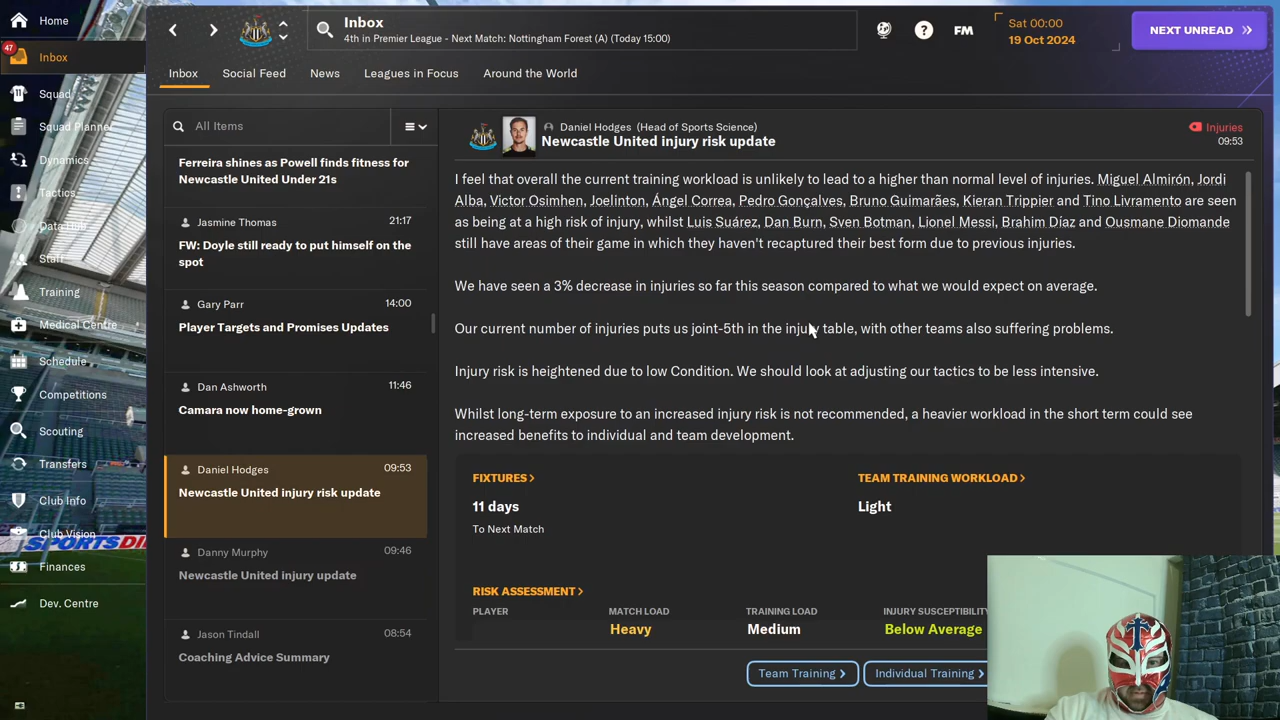 Home
Inbox
4th in Premier League - Next Match: Nottingham Forest (A) (Today 15:00)
FM
Sat 00:00
19 Oct 2024
NEXT UNREAD
47
Inbox
Squad
Squad Planner
Dynamics
Tactics
Data Hub
Staff
Training
Medical Centre
Schedule
Competitions
Scouting
Transfers
Club Info
Club Vision
SPORTS DI
Finances
Dev. Centre
Inbox
Social Feed
News
Leagues in Focus
Around the World
All Items
Ferreira shines as Powell finds fitness for
Newcastle United Under 21s
Jasmine Thomas 21:17
FW: Doyle still ready to put himself on the
spot
Gary Parr 14:00
Player Targets and Promises Updates
Dan Ashworth 11:46
Camara now home-grown
Daniel Hodges 09:53
Newcastle United injury risk update
Danny Murphy 09:46
Newcastle United injury update
Jason Tindall 08:54
Coaching Advice Summary
Daniel Hodges (Head of Sports Science)
Newcastle United injury risk update
Injuries
09:53
I feel that overall the current training workload is unlikely to lead to a higher than normal level of injuries. Miguel Almirón, Jordi
Alba, Victor Osimhen, Joelinton, Ángel Correa, Pedro Gonçalves, Bruno Guimarães, Kieran Trippier and Tino Livramento are seen
as being at a high risk of injury, whilst Luis Suárez, Dan Burn, Sven Botman, Lionel Messi, Brahim Díaz and Ousmane Diomande
still have areas of their game in which they haven't recaptured their best form due to previous injuries.
We have seen a 3% decrease in injuries so far this season compared to what we would expect on average.
Our current number of injuries puts us joint-5th in the injury table, with other teams also suffering problems.
Injury risk is heightened due to low Condition. We should look at adjusting our tactics to be less intensive.
Whilst long-term exposure to an increased injury risk is not recommended, a heavier workload in the short term could see
increased benefits to individual and team development.
FIXTURES
11 days
To Next Match
TEAM TRAINING WORKLOAD
Light
RISK ASSESSMENT
PLAYER MATCH LOAD TRAINING LOAD INJURY SUSCEPTIBILITY
Heavy Medium Below Average
Team Training
Individual Training